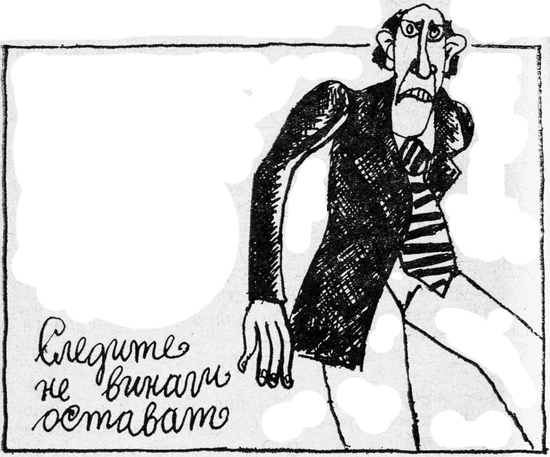 Следите
не винаги
остават